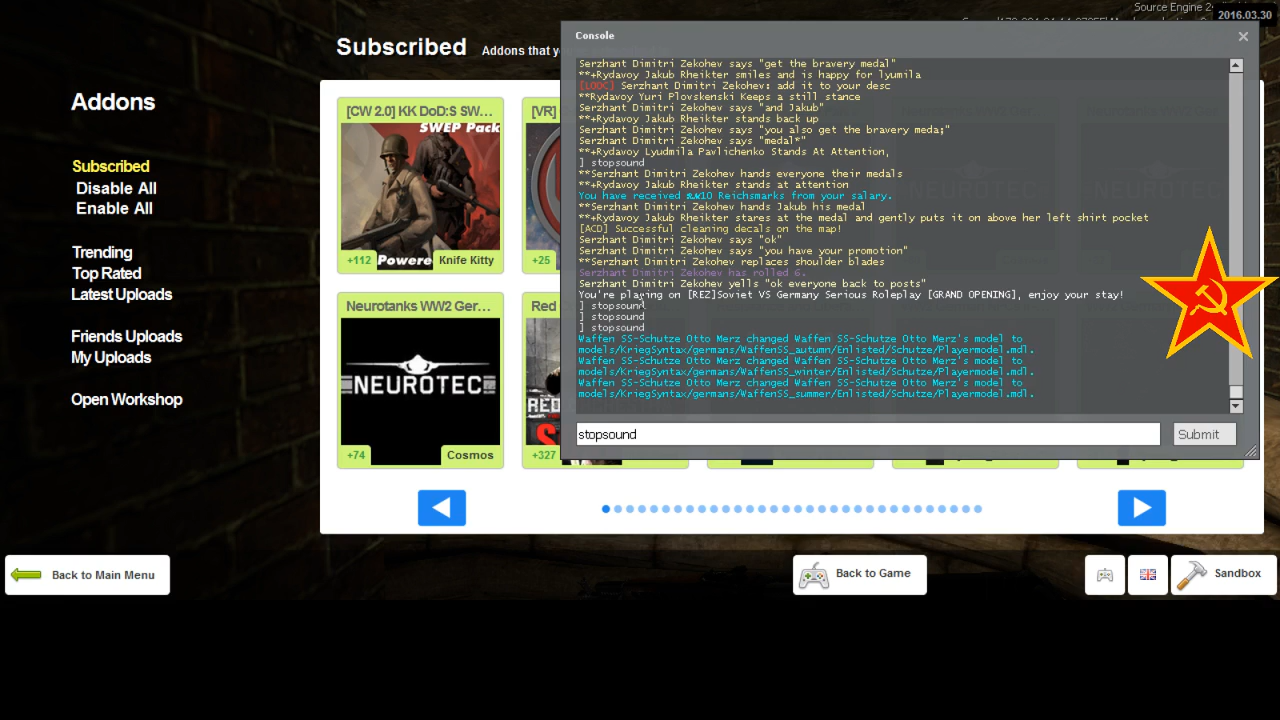 Source Engine 2
2016.03.30
Subscribed
Addons that y
Addons
Subscribed
Disable All
Enable All
Trending
Top Rated
Latest Uploads
Friends Uploads
My Uploads
Open Workshop
[CW 2.0] KK DoD:S SW...
SWEP Pack
+112
Powere
Knife Kitty
[VR]
+25
Neurotanks WW2 Ger...
NEUROTEC
+74
Cosmos
Red
RED
+327
Console
Serzhant Dimitri Zekohev says "get the bravery medal"
**+Rydavoy Jakub Rheikter smiles and is happy for lyumila
[LOOC] Serzhant Dimitri Zekohev: add it to your desc
**Rydavoy Yuri Plovskenski Keeps a still stance
Serzhant Dimitri Zekohev says "and Jakub"
**+Rydavoy Jakub Rheikter stands back up
Serzhant Dimitri Zekohev says "you also get the bravery meda;"
Serzhant Dimitri Zekohev says "medal*"
**+Rydavoy Lyudmila Pavlichenko Stands At Attention,
] stopsound
**Serzhant Dimitri Zekohev hands everyone their medals
**+Rydavoy Jakub Rheikter stands at attention
You have received 10 Reichsmarks from your salary.
**Serzhant Dimitri Zekohev hands Jakub his medal
**+Rydavoy Jakub Rheikter stares at the medal and gently puts it on above her left shirt pocket
[ACD] Successful cleaning decals on the map!
Serzhant Dimitri Zekohev says "ok"
Serzhant Dimitri Zekohev says "you have your promotion"
**Serzhant Dimitri Zekohev replaces shoulder blades
Serzhant Dimitri Zekohev has rolled 6.
Serzhant Dimitri Zekohev yells "ok everyone back to posts"
You're playing on [REZ]Soviet VS Germany Serious Roleplay [GRAND OPENING], enjoy your stay!
] stopsound
] stopsound
] stopsound
Waffen SS-Schutze Otto Merz changed Waffen SS-Schutze Otto Merz's model to
models/KriegSyntax/germans/WaffenSS_autumn/Enlisted/Schutze/Playermodel.mdl.
Waffen SS-Schutze Otto Merz changed Waffen SS-Schutze Otto Merz's model to
models/KriegSyntax/germans/WaffenSS_winter/Enlisted/Schutze/Playermodel.mdl.
Waffen SS-Schutze Otto Merz changed Waffen SS-Schutze Otto Merz's model to
models/KriegSyntax/germans/WaffenSS_summer/Enlisted/Schutze/Playermodel.mdl.
stopsound
Submit
NEUROTEC
NEUROTEC
Back to Main Menu
Back to Game
Sandbox